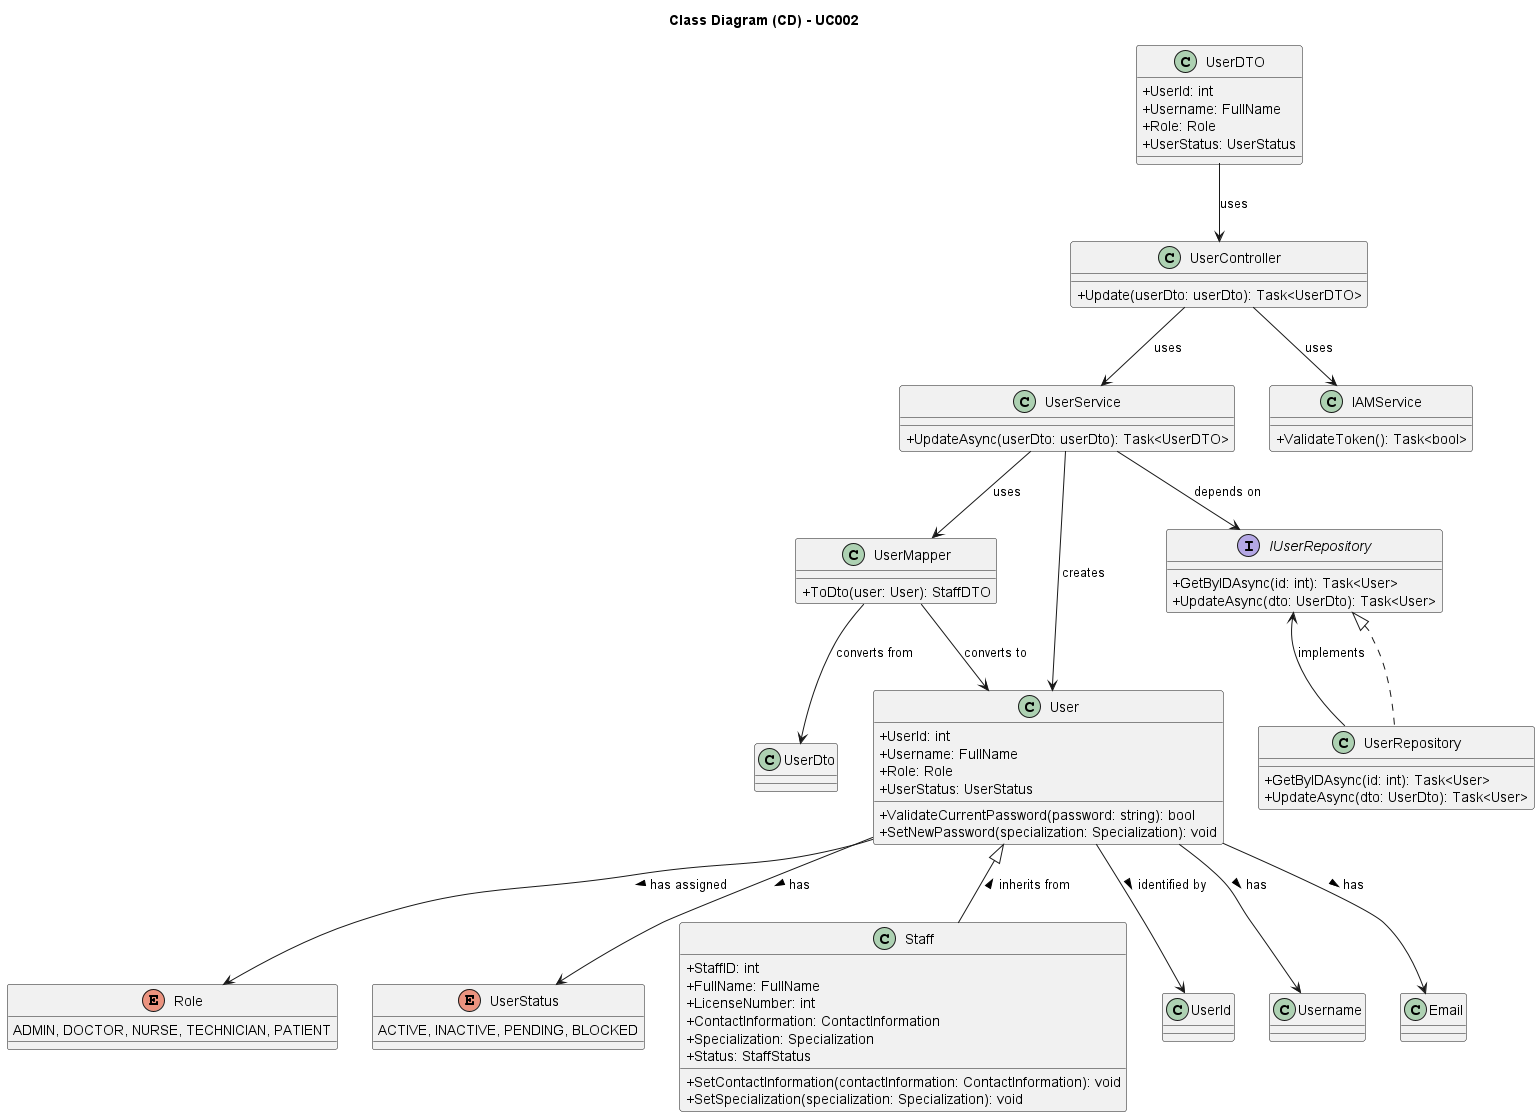 Class Diagram (CD) - UC002
C UserDTO
+UserId: int
+Username: FullName
+Role: Role
+UserStatus: UserStatus
uses
C UserController
+Update(userDto: userDto): Task<UserDTO>
uses
uses
C UserService
+UpdateAsync(userDto: userDto): Task<UserDTO>
C IAMService
+ValidateToken(): Task<bool>
uses
depends on
creates
C UserMapper
+ToDto(user: User): StaffDTO
I IUserRepository
+GetByIDAsync(id: int): Task<User>
+UpdateAsync(dto: UserDto): Task<User>
converts from
converts to
implements
C UserDto
C User
+UserId: int
+Username: FullName
+Role: Role
+UserStatus: UserStatus
+ValidateCurrentPassword(password: string): bool
+SetNewPassword(specialization: Specialization): void
C UserRepository
+GetByIDAsync(id: int): Task<User>
+UpdateAsync(dto: UserDto): Task<User>
has assigned
has
inherits from
identified by
has
has
E Role
ADMIN, DOCTOR, NURSE, TECHNICIAN, PATIENT
E UserStatus
ACTIVE, INACTIVE, PENDING, BLOCKED
C Staff
+StaffID: int
+FullName: FullName
+LicenseNumber: int
+ContactInformation: ContactInformation
+Specialization: Specialization
+Status: StaffStatus
+SetContactInformation(contactInformation: ContactInformation): void
+SetSpecialization(specialization: Specialization): void
C UserId
C Username
C Email